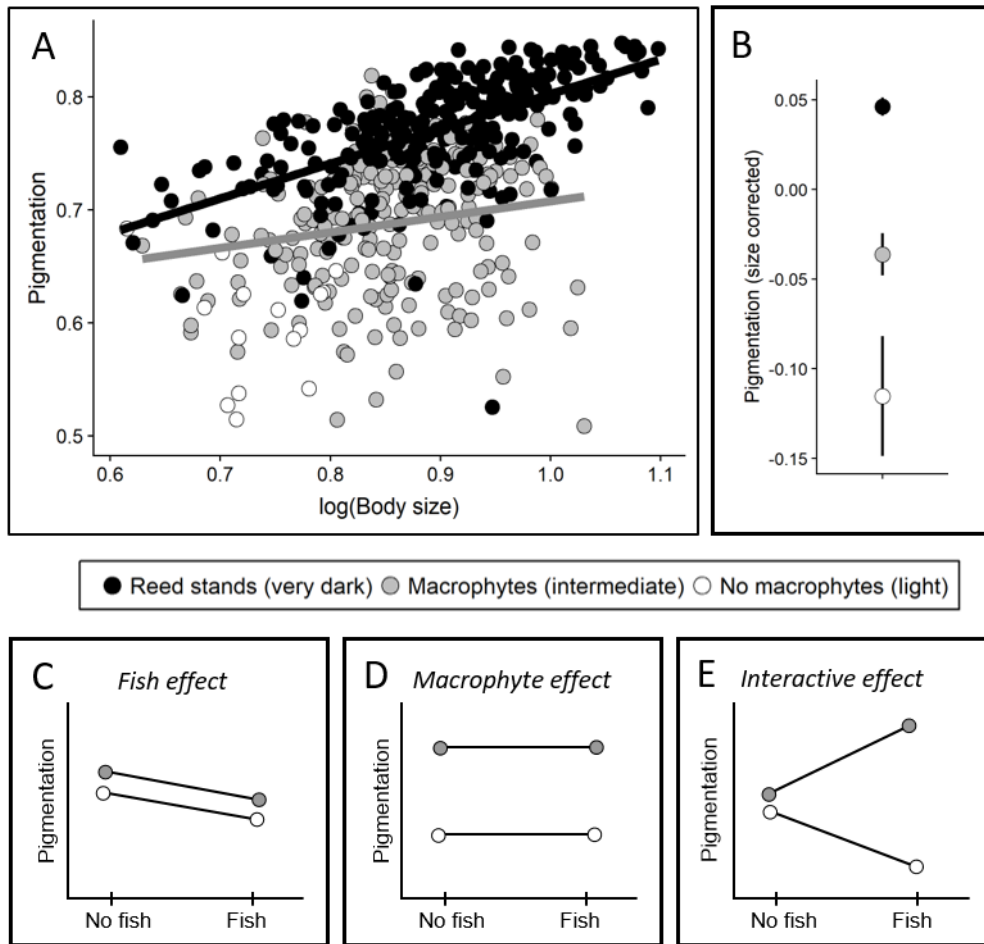 A
Pigmentation
0.8
0.7
0.6
0.5
0.6 0.7 0.8 0.9 1.0 1.1
log(Body size)
B
Pigmentation (size corrected)
0.05
0.00
-0.05
-0.10
-0.15
Reed stands (very dark) Macrophytes (intermediate) No macrophytes (light)
C
Fish effect
Pigmentation
No fish Fish
D
Macrophyte effect
Pigmentation
No fish Fish
E
Interactive effect
Pigmentation
No fish Fish